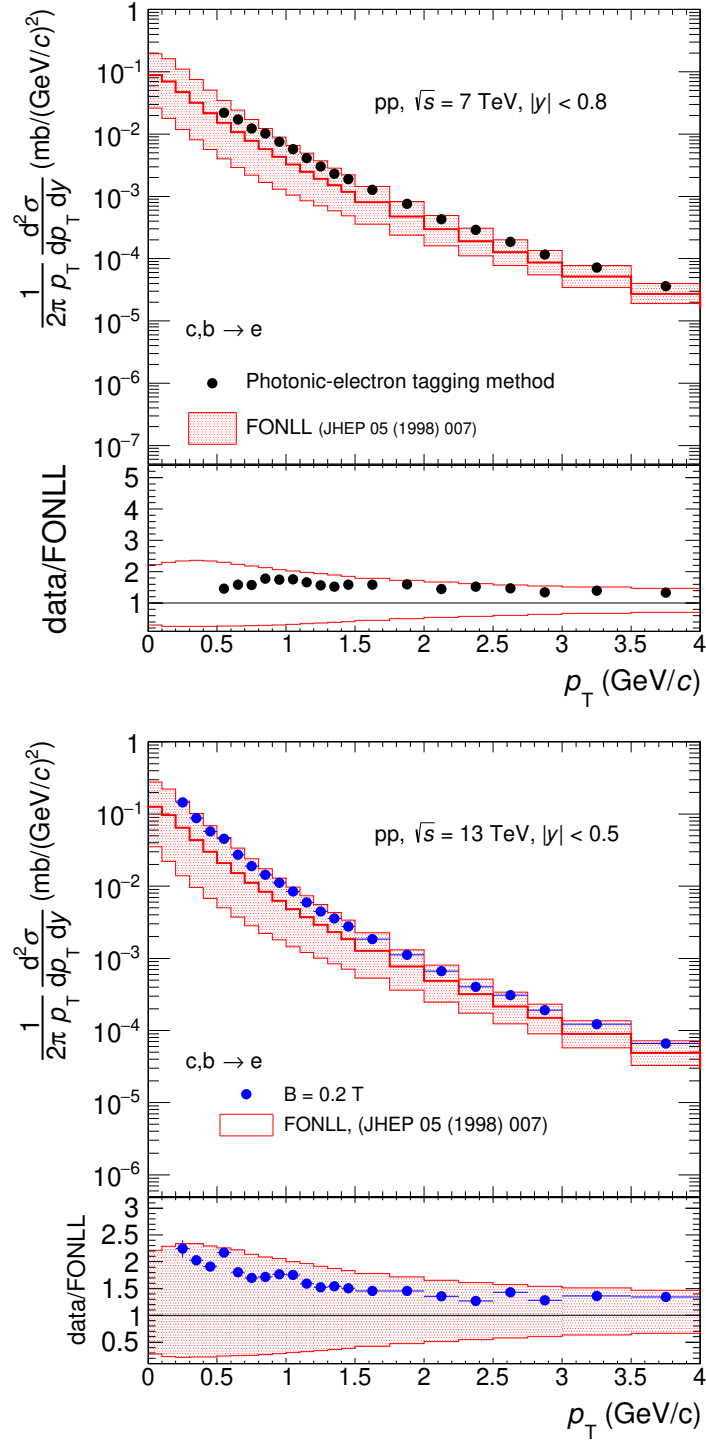 1
10⁻¹
10⁻²
10⁻³
10⁻⁴
10⁻⁵
10⁻⁶
10⁻⁷
1/(2π p_T) d²σ/(dp_T dy) (mb/(GeV/c)²)
pp, √s = 7 TeV, |y| < 0.8
c,b → e
Photonic-electron tagging method
FONLL (JHEP 05 (1998) 007)
5
4
3
2
1
data/FONLL
0 0.5 1 1.5 2 2.5 3 3.5 4
p_T (GeV/c)
1
10⁻¹
10⁻²
10⁻³
10⁻⁴
10⁻⁵
10⁻⁶
1/(2π p_T) d²σ/(dp_T dy) (mb/(GeV/c)²)
pp, √s = 13 TeV, |y| < 0.5
c,b → e
B = 0.2 T
FONLL, (JHEP 05 (1998) 007)
3
2.5
2
1.5
1
0.5
data/FONLL
0 0.5 1 1.5 2 2.5 3 3.5 4
p_T (GeV/c)